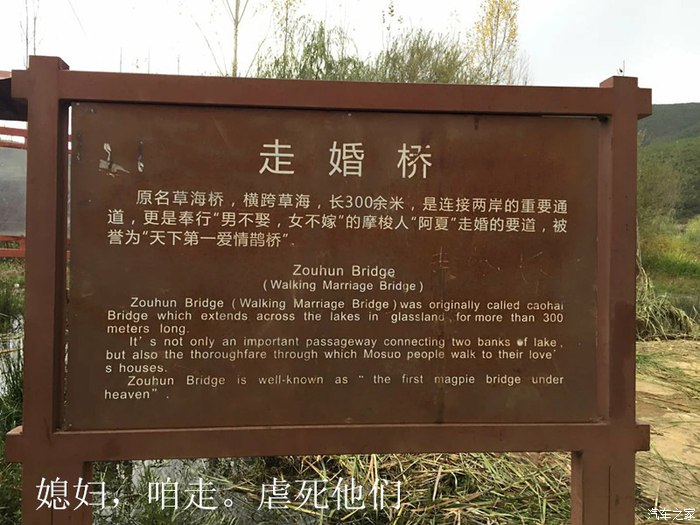 走婚桥
原名草海桥，横跨草海，长300余米，是连接两岸的重要通
道，更是奉行“男不娶，女不嫁”的摩梭人“阿夏”走婚的要道，被
誉为“天下第一爱情鹊桥”.
Zouhun Bridge
(Walking Marriage Bridge)
Zouhun Bridge (Walking Marriage Bridge) was originally called caohai
Bridge which extends across the lakes in glassland, for more than 300
meters long.
It's not only an important passageway connecting two banks of lake,
but also the thoroughfare through which Mosuo people walk to their love'
s houses.
Zouhun Bridge is well-known as “ the first magpie bridge under
heaven” .
媳妇，咱走。虐死他们
汽车之家